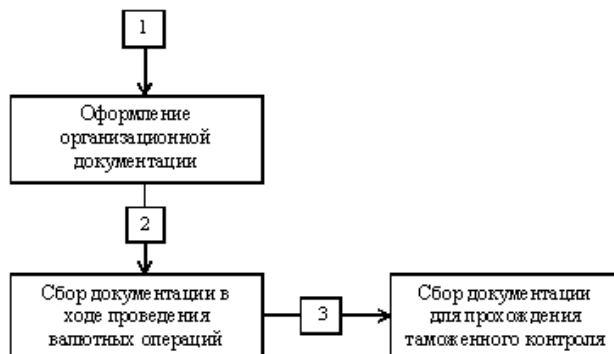 1
Оформление
организационной
документации
2
Сбор документации в
ходе проведения
валютных операций
3
Сбор документации
для прохождения
таможенного контроля